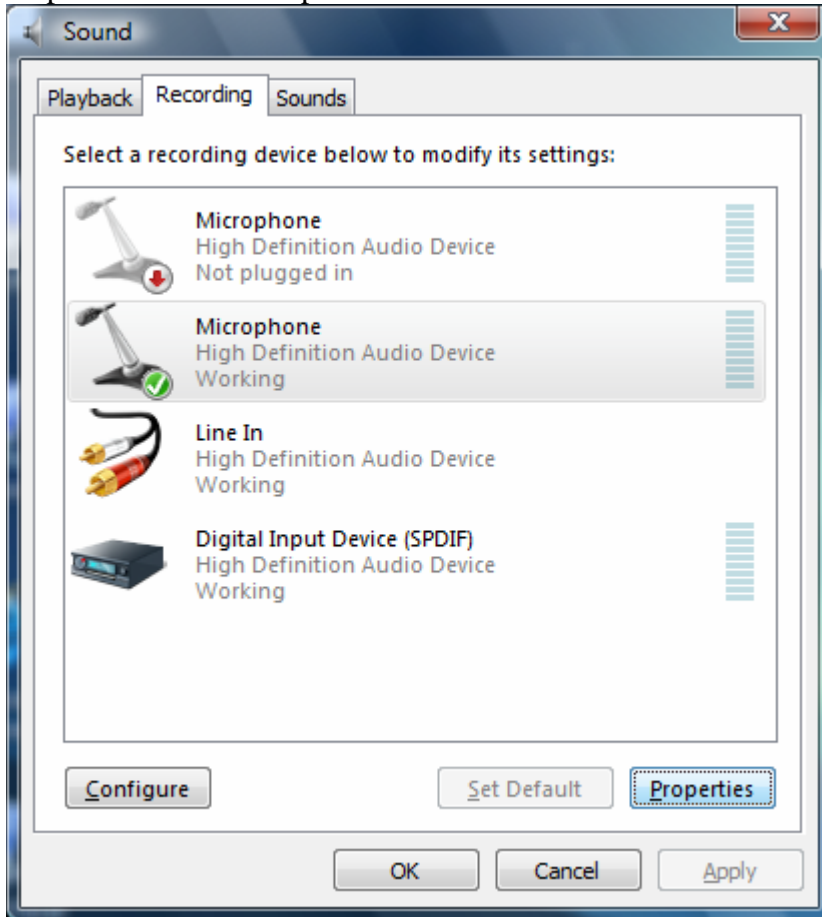 Sound
Playback Recording Sounds
Select a recording device below to modify its settings:
Microphone
High Definition Audio Device
Not plugged in
Microphone
High Definition Audio Device
Working
Line In
High Definition Audio Device
Working
Digital Input Device (SPDIF)
High Definition Audio Device
Working
Configure Set Default Properties
OK Cancel Apply